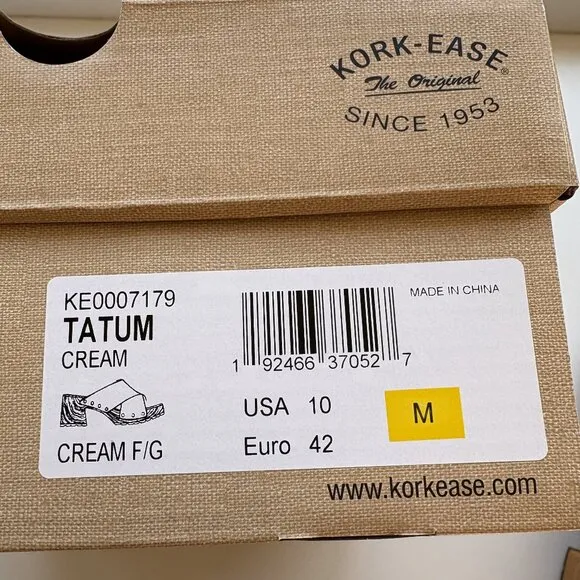 KORK-EASE®
The Original
SINCE 1953
KE0007179
TATUM
CREAM
MADE IN CHINA
1 92466 37052 7
USA 10
M
Euro 42
CREAM F/G
www.korkease.com